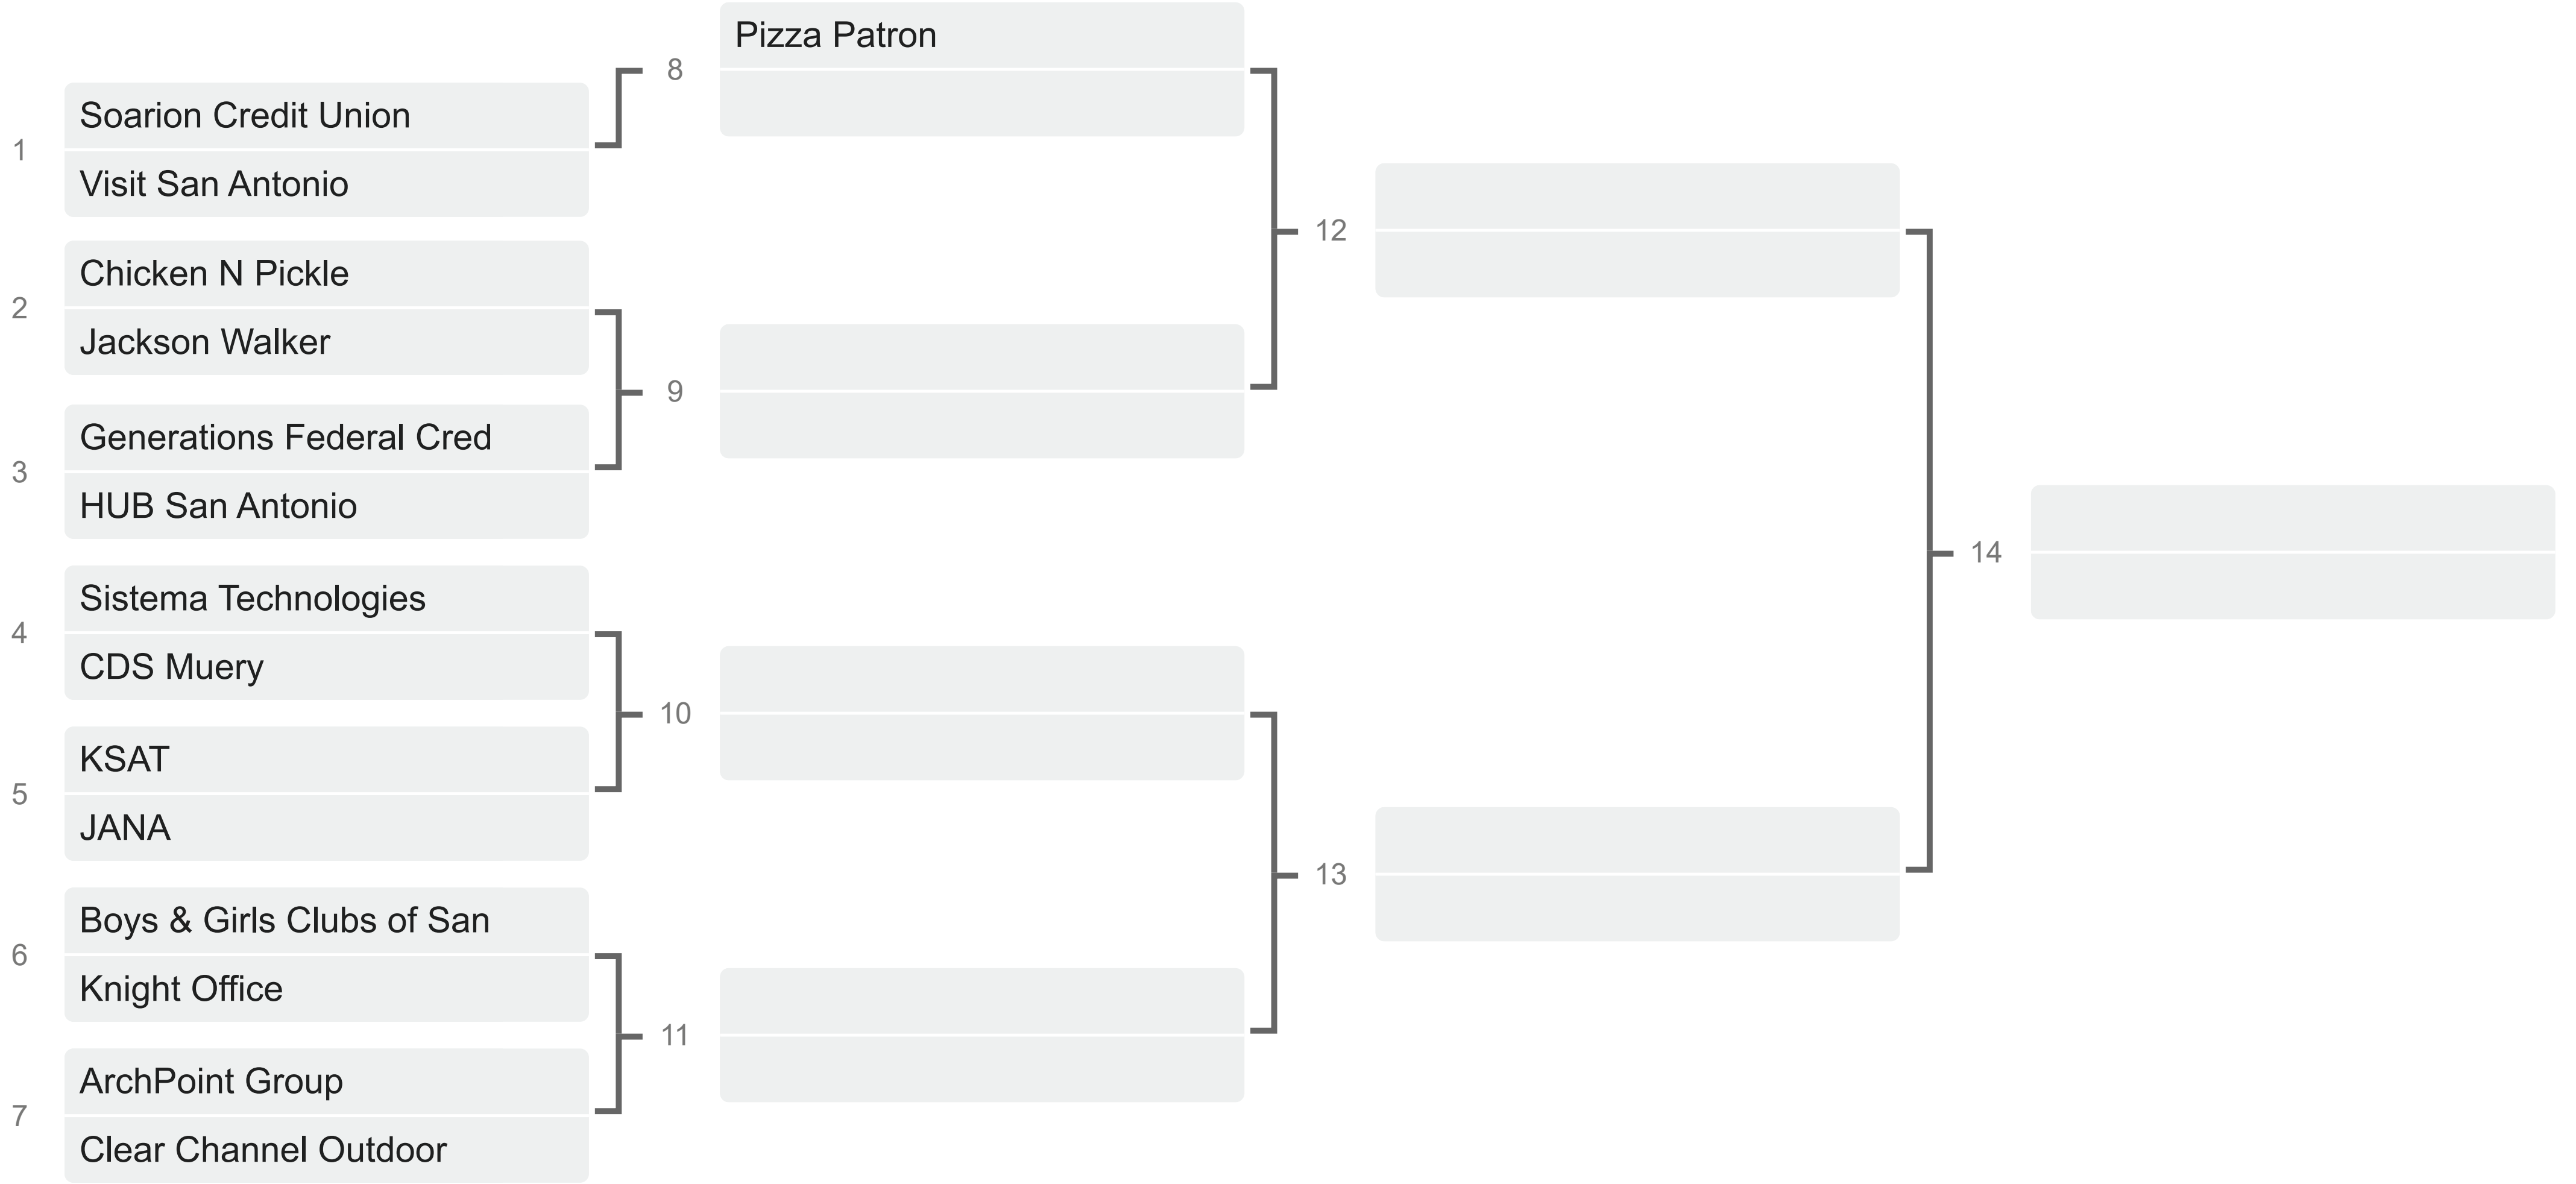 Pizza Patron
8
Soarion Credit Union
1
Visit San Antonio
12
Chicken N Pickle
2
Jackson Walker
9
Generations Federal Cred
3
HUB San Antonio
14
Sistema Technologies
4
CDS Muery
10
KSAT
5
JANA
13
Boys & Girls Clubs of San
6
Knight Office
11
ArchPoint Group
7
Clear Channel Outdoor